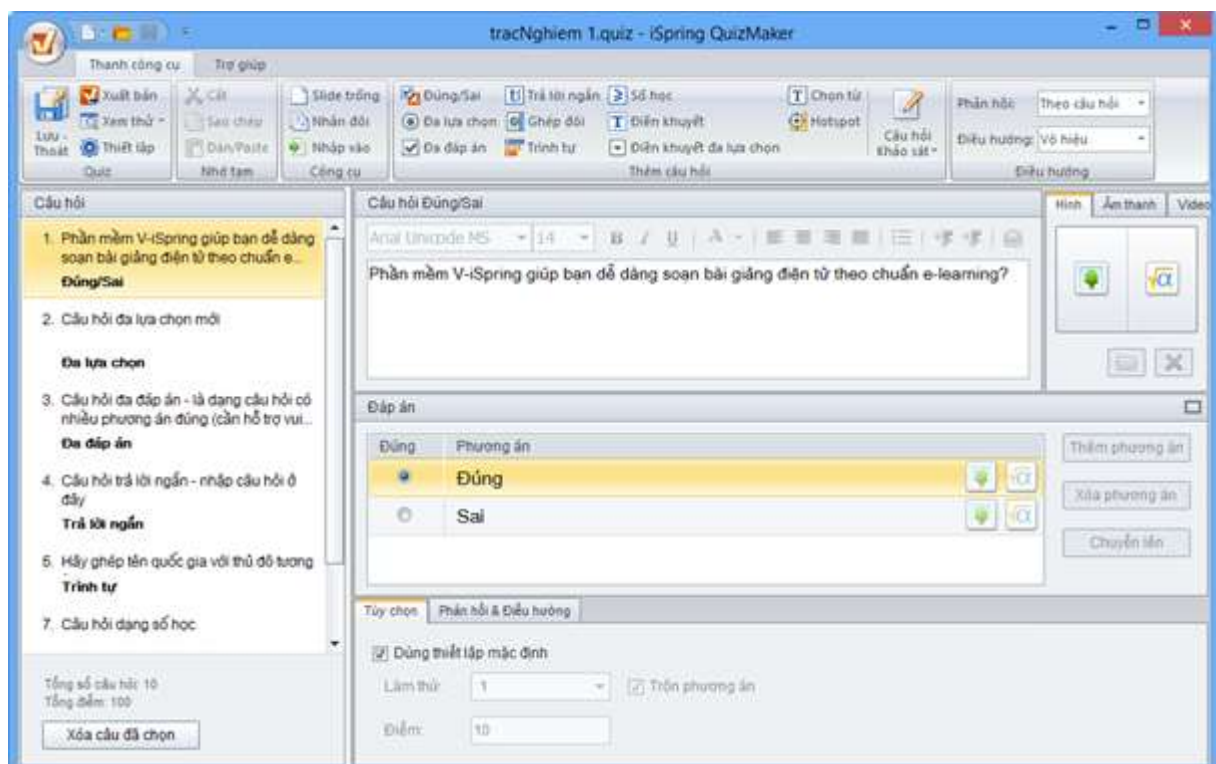 tracNghiem 1.quiz - iSpring QuizMaker
Thanh công cụ Trợ giúp
Lưu - Thoát
Xuất bản
Xem thử
Thiết lập
Quiz
Cắt
Sao chép
Dán/Paste
Nhớ tạm
Slide trống
Nhân đôi
Nhập vào
Công cụ
Đúng/Sai
Đa lựa chọn
Đa đáp án
Trả lời ngắn
Ghép đôi
Trình tự
Số học
Điền khuyết
Điền khuyết đa lựa chọn
Chọn từ
Hotspot
Câu hỏi
Khảo sát
Thêm câu hỏi
Phản hồi: Theo câu hỏi
Điều hướng: Vô hiệu
Điều hướng
Câu hỏi
1. Phần mềm V-iSpring giúp bạn dễ dàng
soạn bài giảng điện tử theo chuẩn e...
Đúng/Sai
2. Câu hỏi đa lựa chọn mới
Đa lựa chọn
3. Câu hỏi đa đáp án - là dạng câu hỏi có
nhiều phương án đúng (cần hỗ trợ vui...
Đa đáp án
4. Câu hỏi trả lời ngắn - nhập câu hỏi ở
đây
Trả lời ngắn
6. Hãy ghép tên quốc gia với thủ đô tương
Trình tự
7. Câu hỏi dạng số học
Tổng số câu hỏi: 10
Tổng điểm: 100
Xóa câu đã chọn
Câu hỏi Đúng/Sai
Arial Unicode MS 14 B I U A
Phần mềm V-iSpring giúp bạn dễ dàng soạn bài giảng điện tử theo chuẩn e-learning?
Hình Âm thanh Video
Đáp án
Đúng Phương án
Đúng
Sai
Thêm phương án
Xóa phương án
Chuyển lên
Tùy chọn Phản hồi & Điều hướng
Dùng thiết lập mặc định
Làm thử: 1 Trộn phương án
Điểm: 10